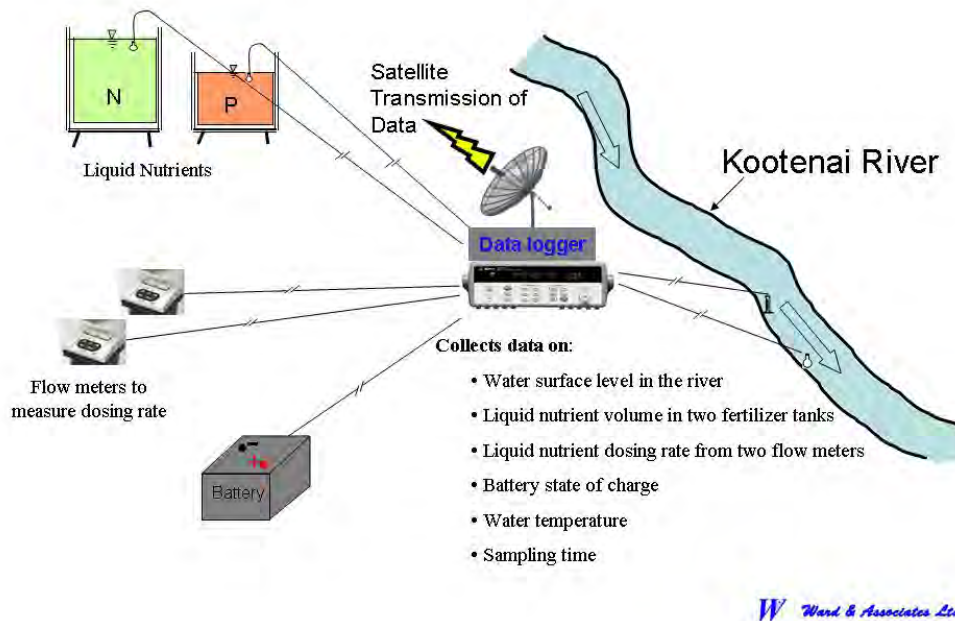 N
P
Liquid Nutrients
Satellite
Transmission of
Data
Kootenai River
Data logger
Flow meters to
measure dosing rate
Battery
Collects data on:
• Water surface level in the river
• Liquid nutrient volume in two fertilizer tanks
• Liquid nutrient dosing rate from two flow meters
• Battery state of charge
• Water temperature
• Sampling time
W Ward & Associates